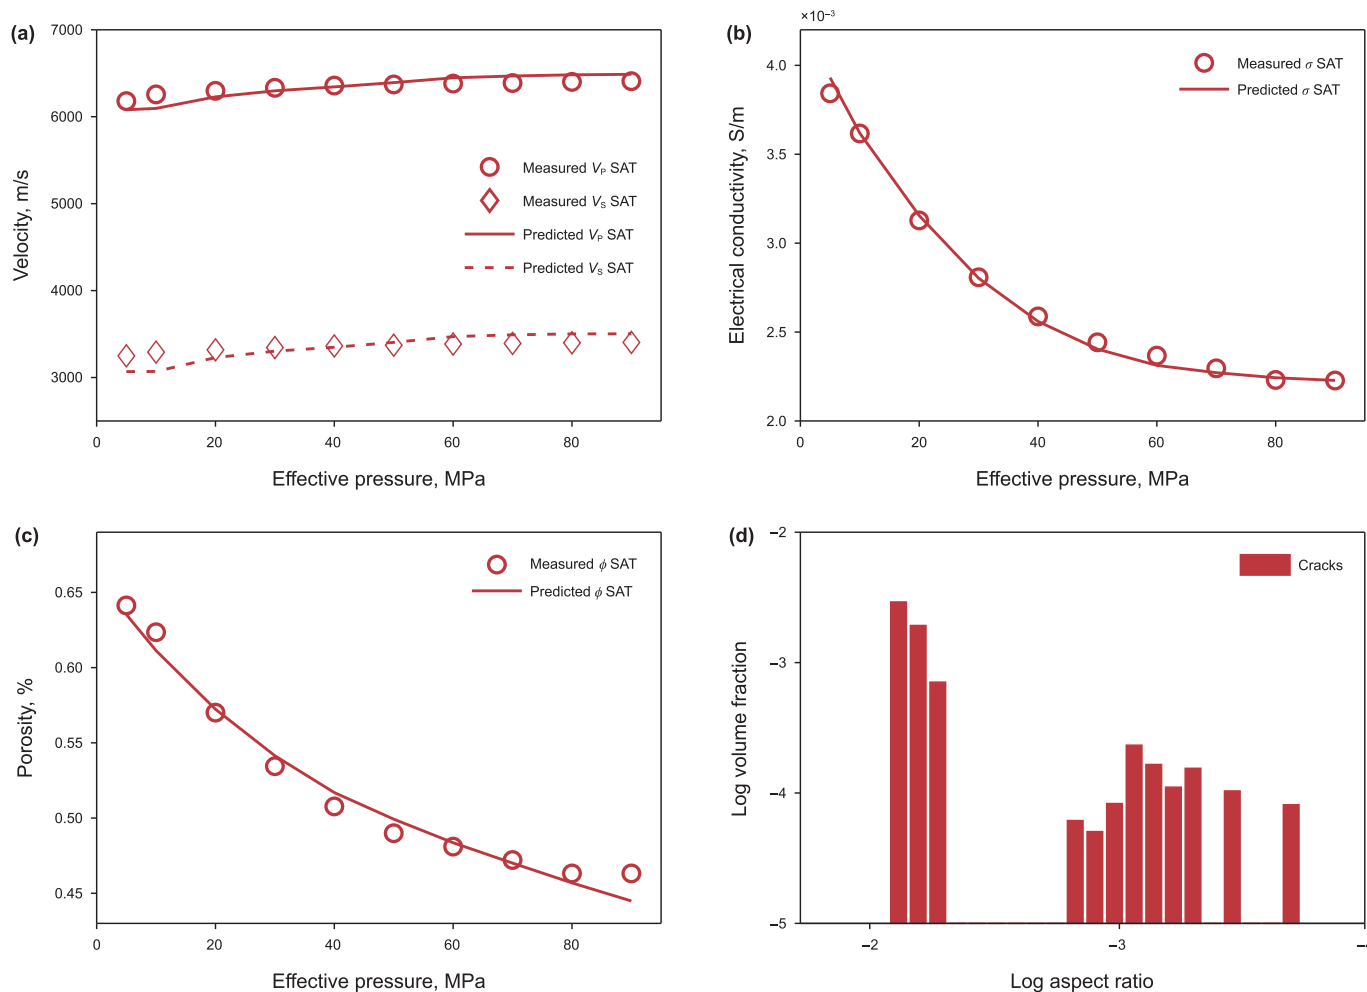 (a)
7000
6000
5000
4000
3000
0
20
40
60
80
Velocity, m/s
Effective pressure, MPa
Measured VP SAT
Measured VS SAT
Predicted VP SAT
Predicted VS SAT
(b)
×10–3
4.0
3.5
3.0
2.5
2.0
0
20
40
60
80
Electrical conductivity, S/m
Effective pressure, MPa
Measured σ SAT
Predicted σ SAT
(c)
0.65
0.60
0.55
0.50
0.45
0
20
40
60
80
Porosity, %
Effective pressure, MPa
Measured ϕ SAT
Predicted ϕ SAT
(d)
–2
–3
–4
–5
–2
–3
Log volume fraction
Log aspect ratio
Cracks